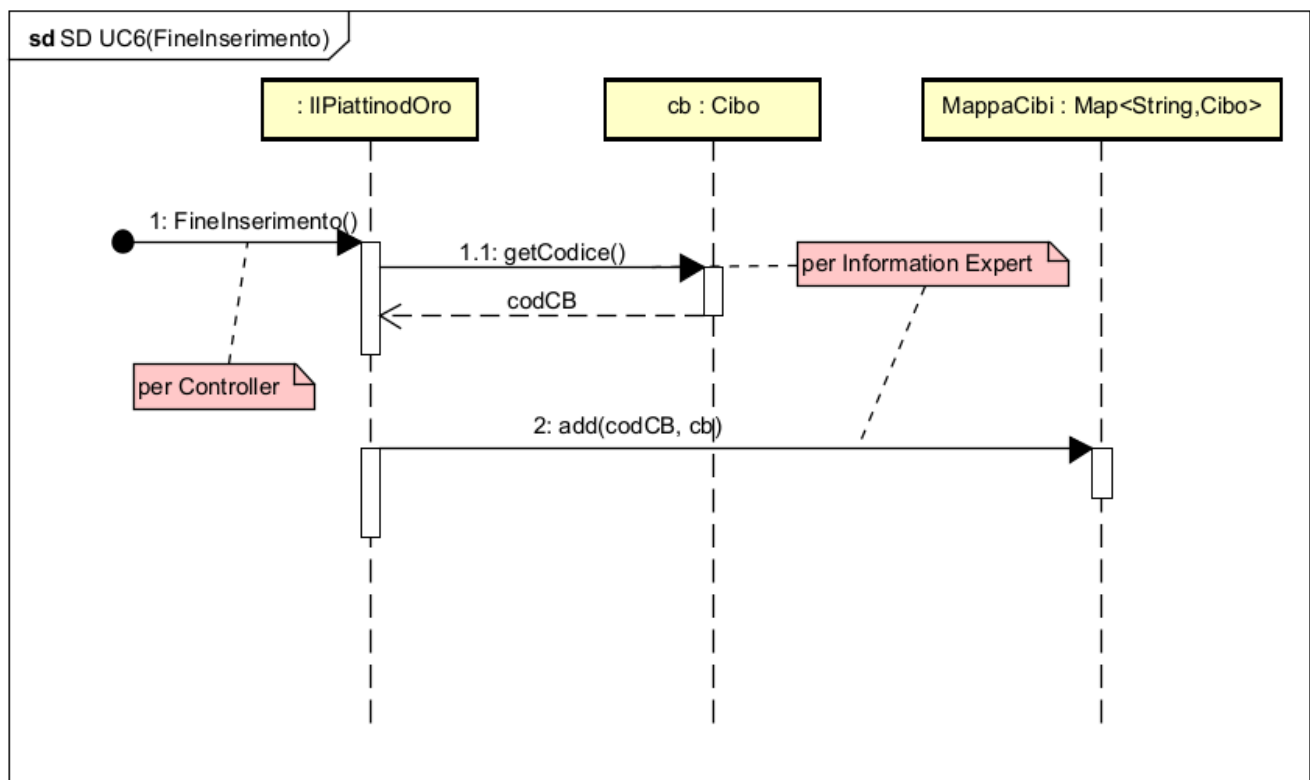 sd SD UC6(FineInserimento)
: IlPiattinodOro
cb : Cibo
MappaCibi : Map<String,Cibo>
1: FineInserimento()
1.1: getCodice()
per Information Expert
codCB
per Controller
2: add(codCB, cb)